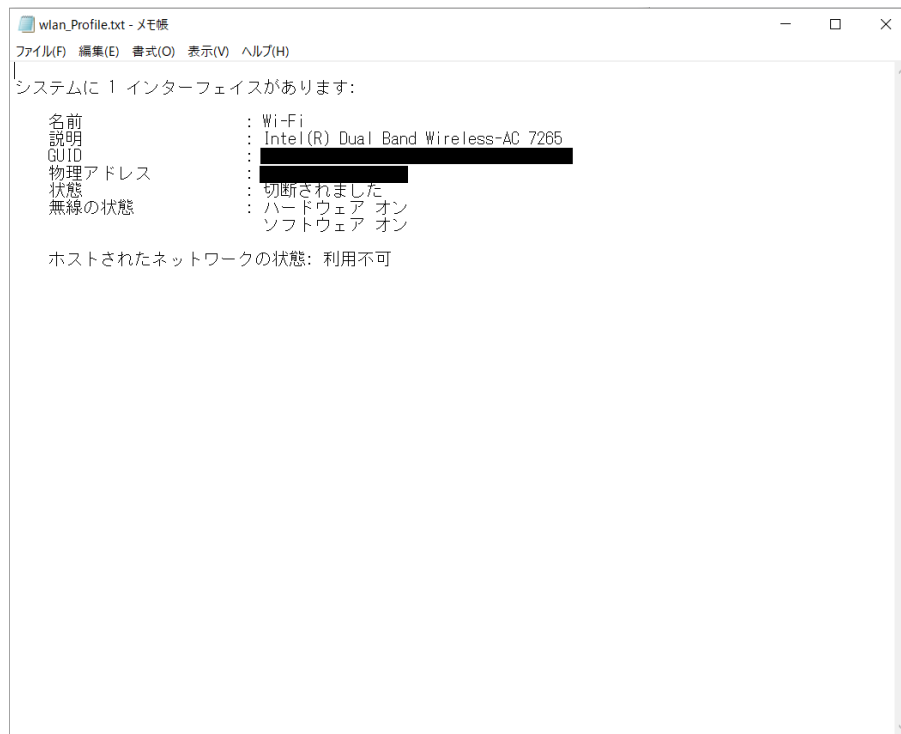 wlan_Profile.txt - メモ帳
ファイル(F) 編集(E) 書式(O) 表示(V) ヘルプ(H)
システムに 1 インターフェイスがあります:
名前 : Wi-Fi
説明 : Intel(R) Dual Band Wireless-AC 7265
GUID :
物理アドレス :
状態 : 切断されました
無線の状態 : ハードウェア オン
ソフトウェア オン
ホストされたネットワークの状態: 利用不可